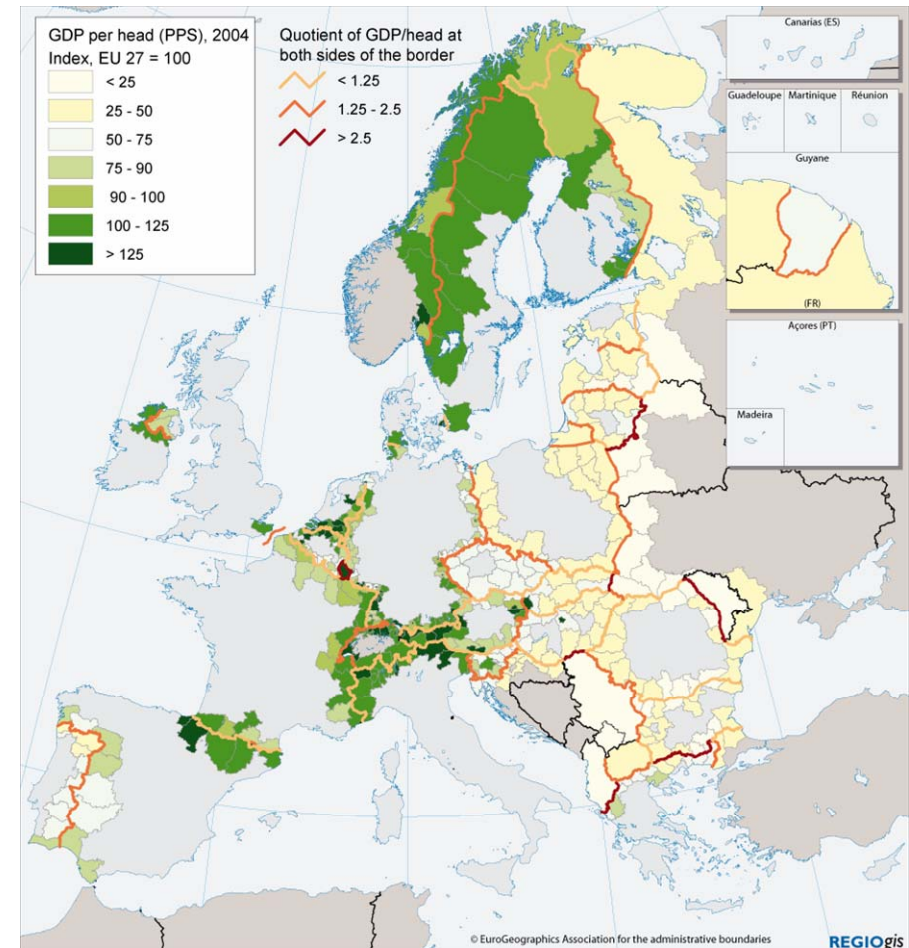 GDP per head (PPS), 2004
Index, EU 27 = 100
< 25
25 - 50
50 - 75
75 - 90
90 - 100
100 - 125
> 125
Quotient of GDP/head at
both sides of the border
< 1.25
1.25 - 2.5
> 2.5
Canarias (ES)
Guadeloupe
Martinique
Réunion
Guyane
(FR)
Açores (PT)
Madeira
© EuroGeographics Association for the administrative boundaries
REGIOgis